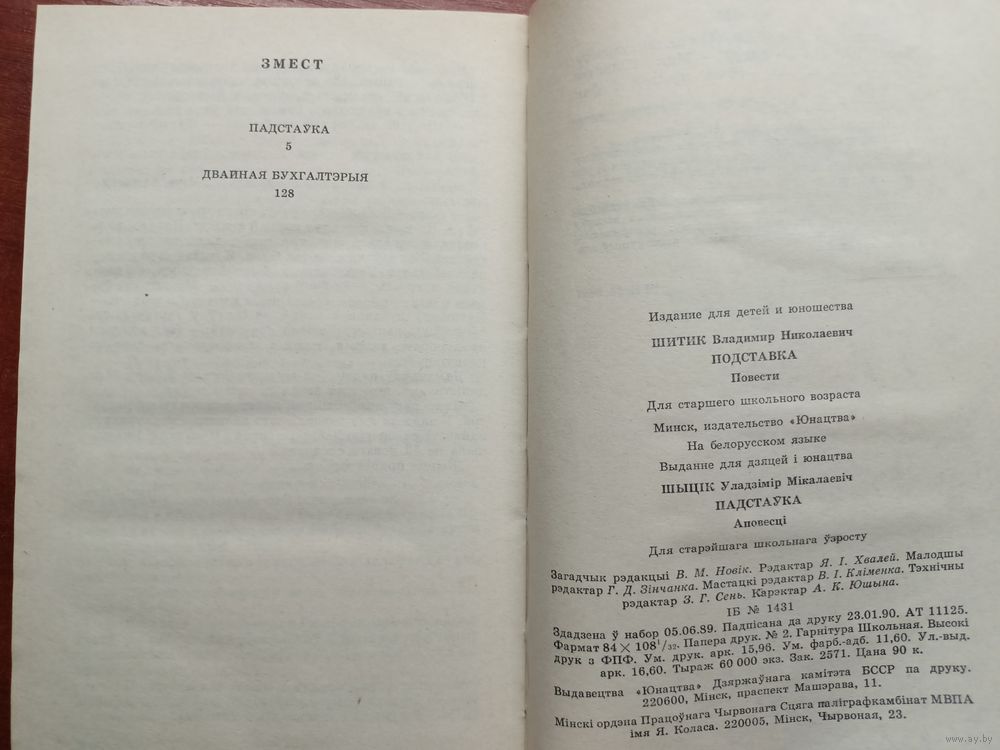 ЗМЕСТ
ПАДСТАЎКА
5
ДВАЙНАЯ БУХГАЛТЭРЫЯ
128
Издание для детей и юношества
ШИТИК Владимир Николаевич
ПОДСТАВКА
Повести
Для старшего школьного возраста
Минск, издательство «Юнацтва»
На белорусском языке
Выданне для дзяцей і юнацтва
ШЫЦІК Уладзімір Мікалаевіч
ПАДСТАЎКА
Аповесці
Для старэйшага школьнага ўзросту
Загадчык рэдакцыі В. М. Новік. Рэдактар Я. І. Хвалей. Малодшы
рэдактар Г. Д. Зінчанка. Мастацкі рэдактар В. І. Кліменка. Тэхнічны
рэдактар З. Г. Сень. Карэктар А. К. Юшына.
ІБ № 1431
Здадзена ў набор 05.06.89. Падпісана да друку 23.01.90. АТ 11125.
Фармат 84 × 108¹/₃₂. Папера друк. № 2. Гарнітура Школьная. Высокі
друк з ФПФ. Ум. друк. арк. 15,96. Ум. фарб.-адб. 11,60. Ул.-выд.
арк. 16,60. Тыраж 60 000 экз. Зак. 2571. Цана 90 к.
Выдавецтва «Юнацтва» Дзяржаўнага камітэта БССР па друку.
220600, Мінск, праспект Машэрава, 11.
Мінскі ордэна Працоўнага Чырвонага Сцяга паліграфкамбінат МВПА
імя Я. Коласа. 220005, Мінск, Чырвоная, 23.
www.ay.by